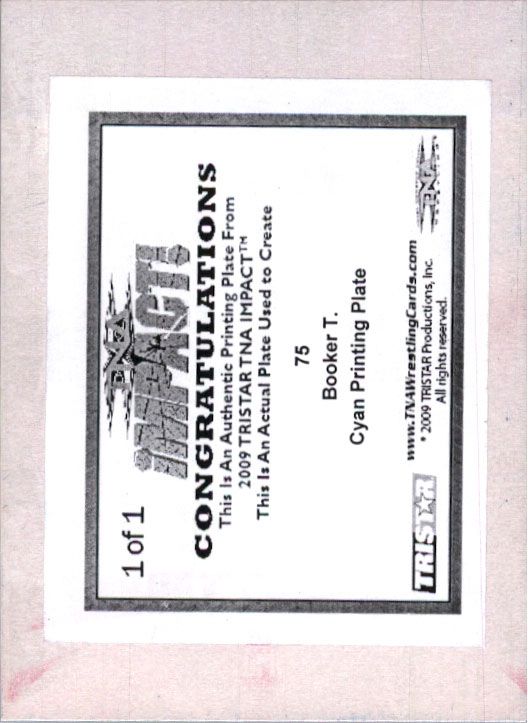 1 of 1
TNA
iMPACT!
CONGRATULATIONS
This Is An Authentic Printing Plate From
2009 TRISTAR TNA IMPACT™
This Is An Actual Plate Used to Create
75
Booker T.
Cyan Printing Plate
TRISTAR
www.TNAWrestlingCards.com
* 2009 TRISTAR Productions, Inc.
All rights reserved.
TNA